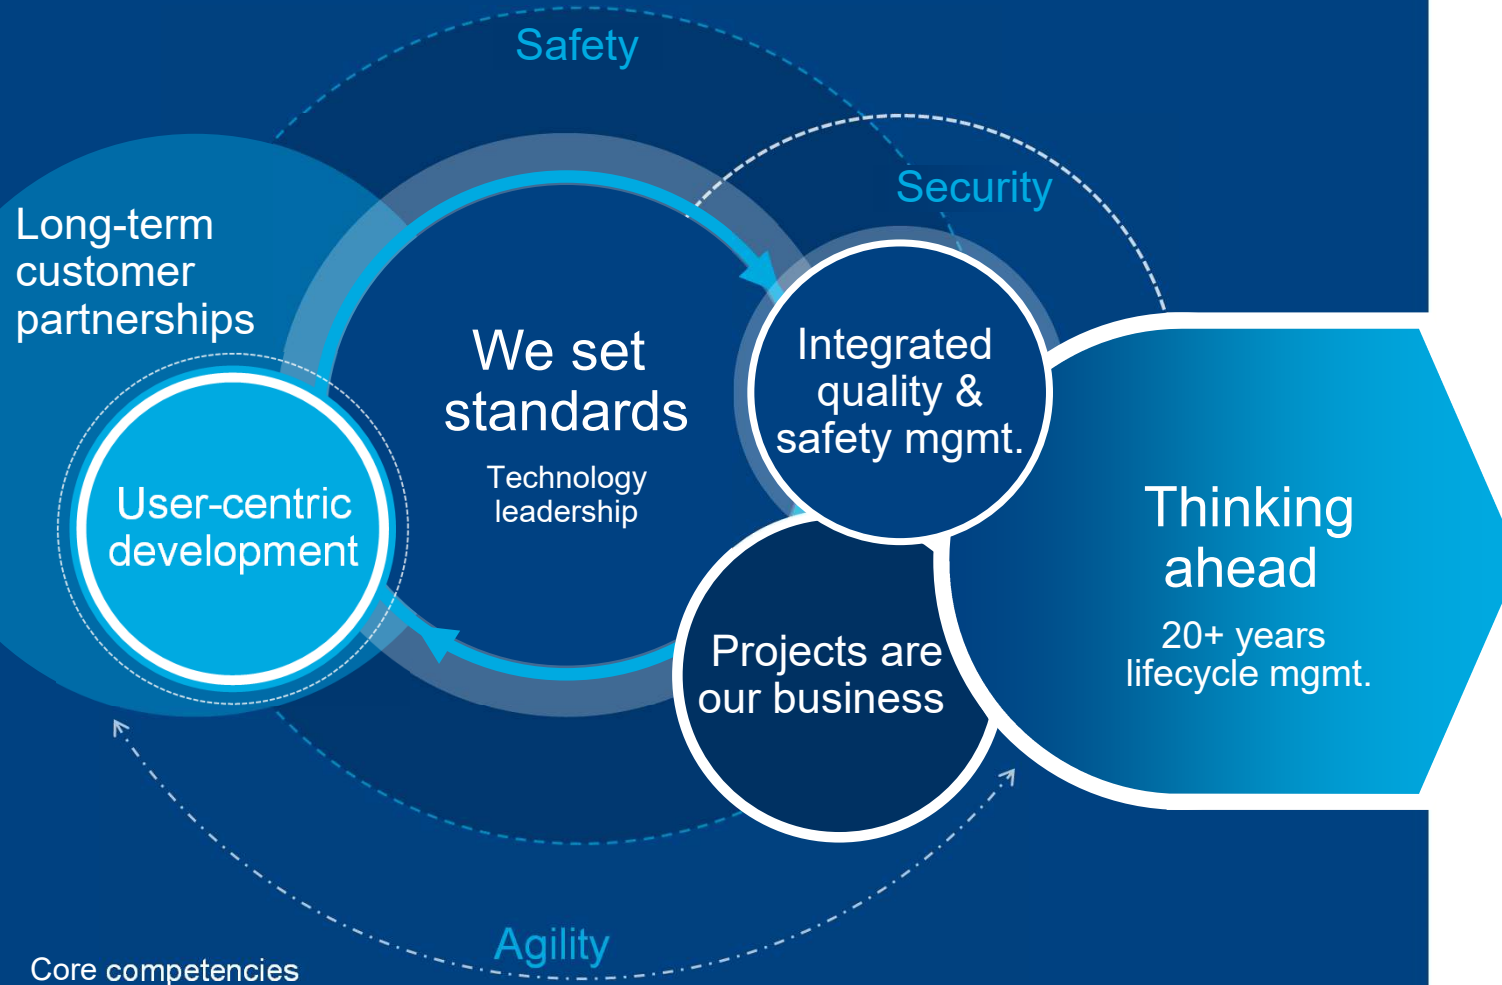 Safety
Security
Long-term
customer
partnerships
We set
standards
Technology
leadership
Integrated
quality &
safety mgmt.
User-centric
development
Thinking
ahead
20+ years
lifecycle mgmt.
Projects are
our business
Agility
Core competencies